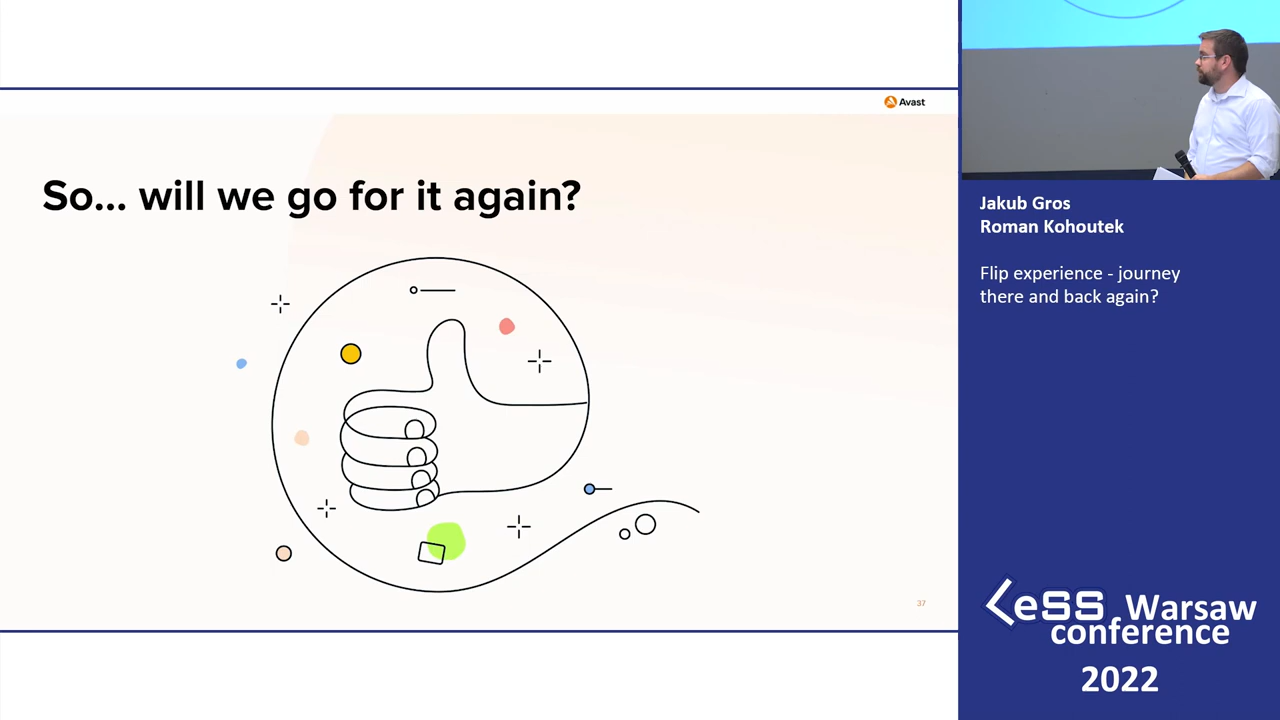 Avast
So... will we go for it again?
37
Jakub Gros
Roman Kohoutek
Flip experience - journey
there and back again?
LeSS Warsaw
conference
2022